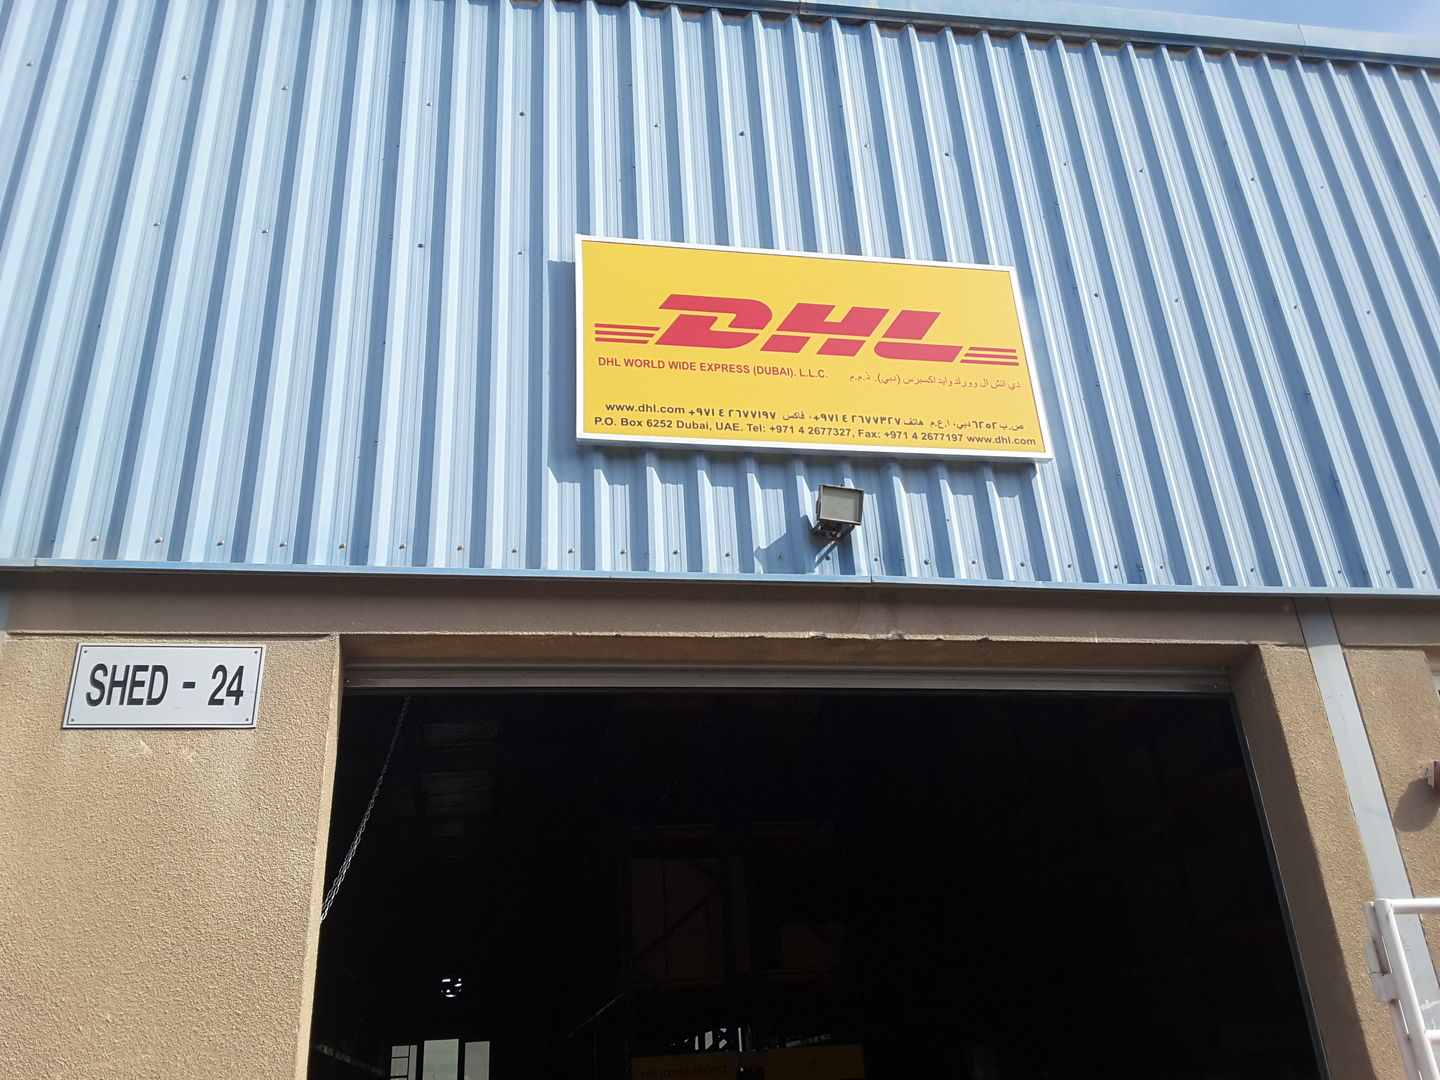 DHL
DHL WORLD WIDE EXPRESS (DUBAI). L.L.C. دي اتش ال وورلد وايد اكسبرس (دبي). ذ.م.م
ص.ب ٦٢٥٢ دبي، ا.ع.م هاتف ٢٦٧٧٣٢٧ ٤ ٩٧١+، فاكس ٢٦٧٧١٩٧ ٤ ٩٧١+ www.dhl.com
P.O. Box 6252 Dubai, UAE. Tel: +971 4 2677327, Fax: +971 4 2677197 www.dhl.com
SHED - 24
CUSTOMER SERVICE